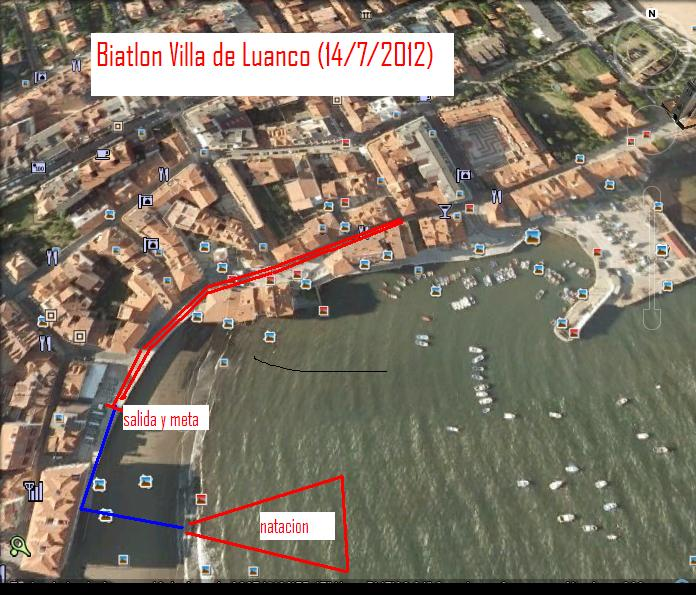 N
Biatlon Villa de Luanco (14/7/2012)
salida y meta
natacion